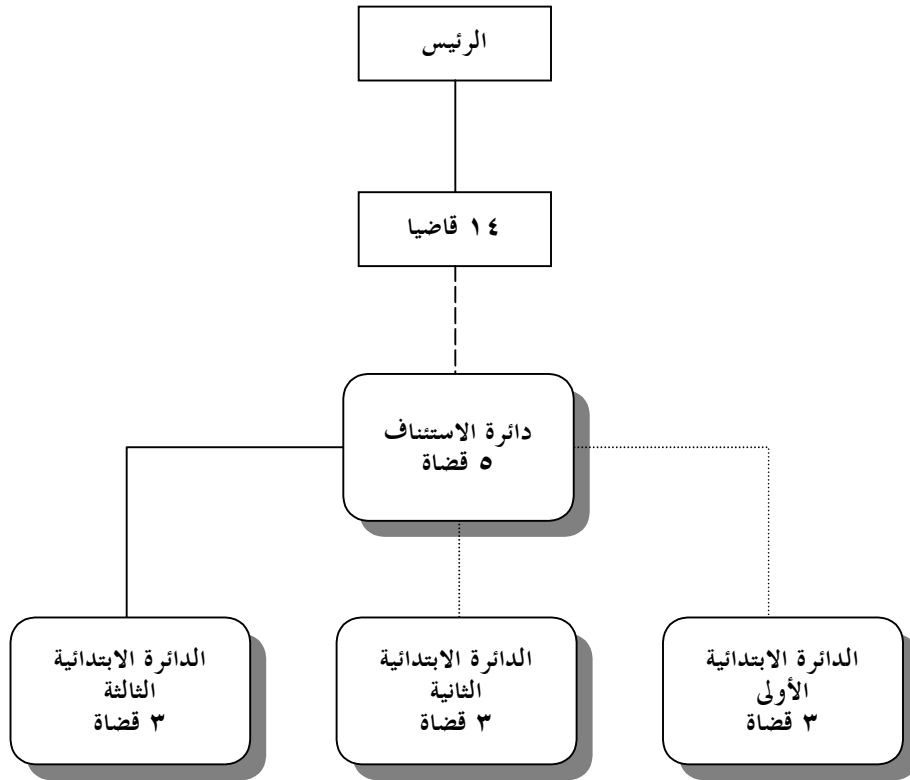 الرئيس
١٤ قاضيا
دائرة الاستئناف
٥ قضاة
الدائرة الابتدائية
الأولى
٣ قضاة
الدائرة الابتدائية
الثانية
٣ قضاة
الدائرة الابتدائية
الثالثة
٣ قضاة